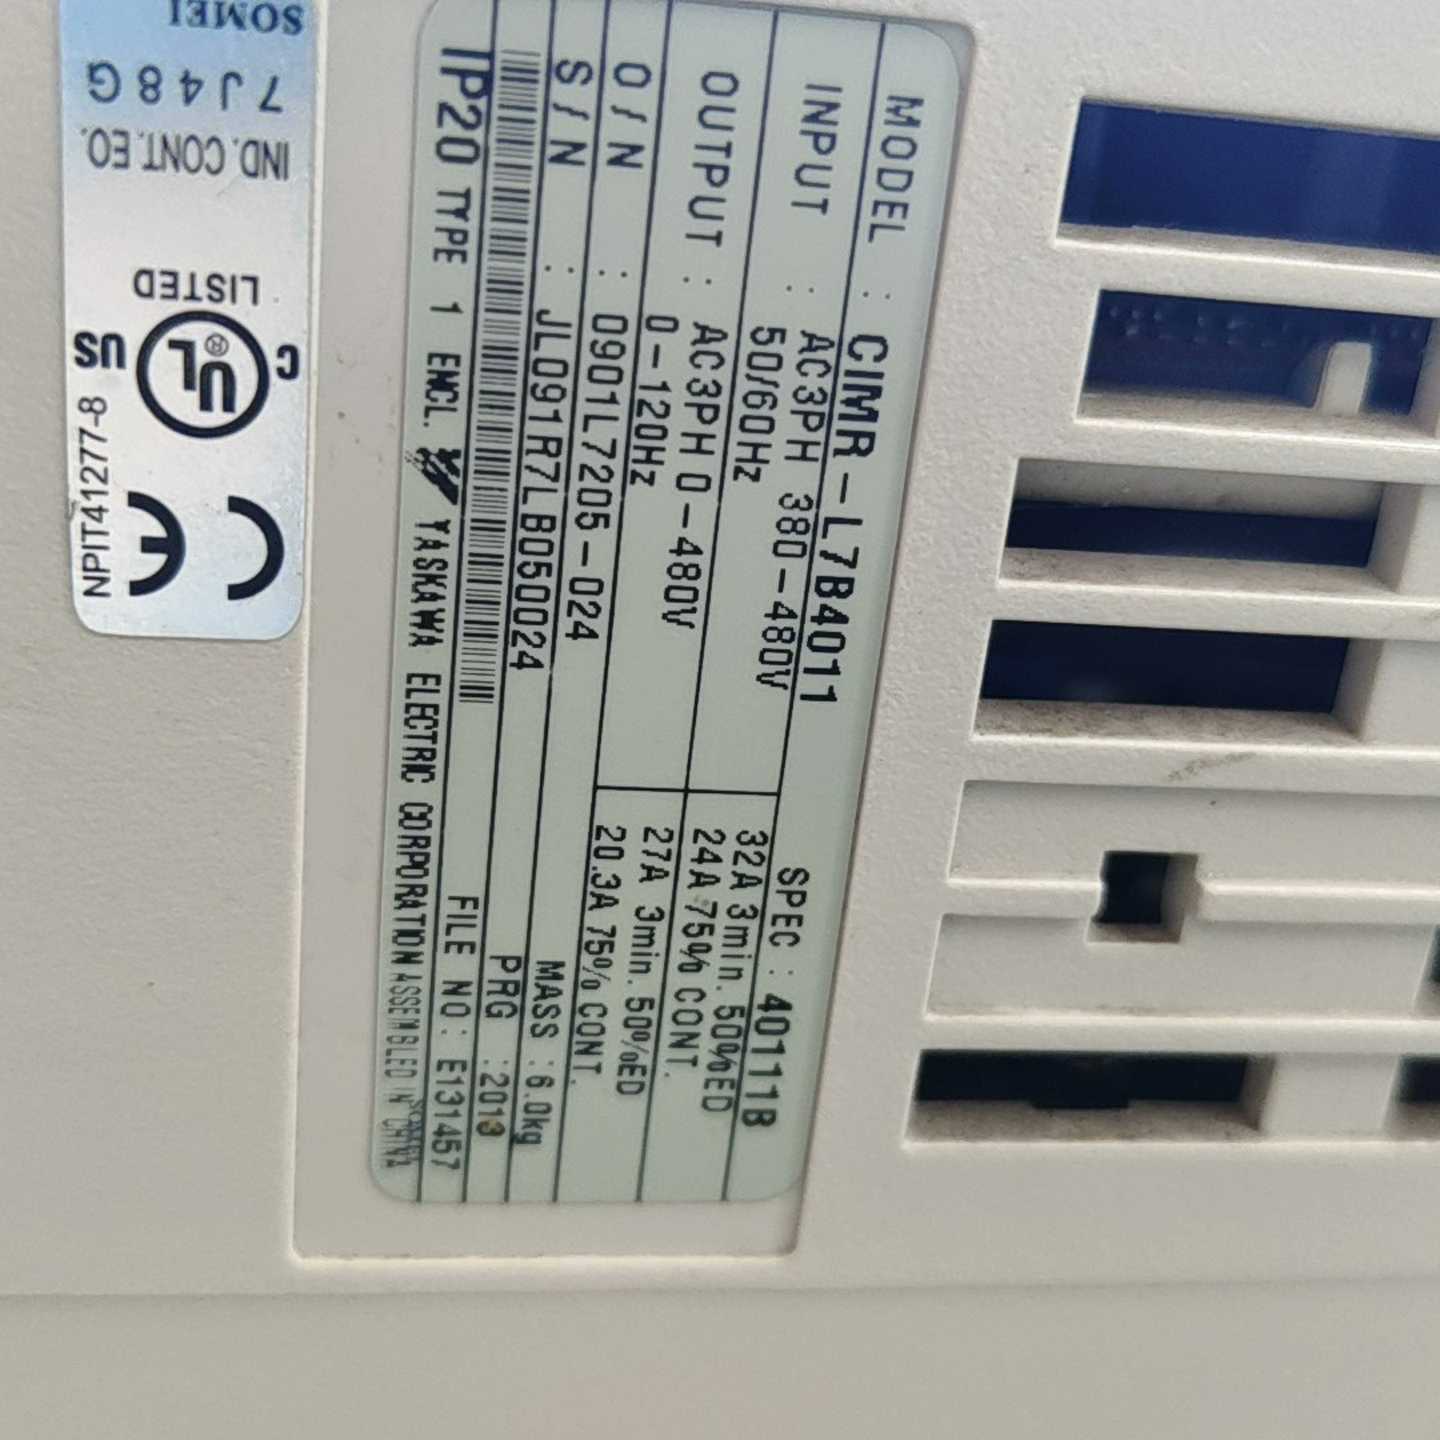 MODEL : CIMR-L7B4011 SPEC : 40111B
INPUT : AC3PH 380-480V 32A 3min. 50%ED
50/60Hz 24A 75% CONT.
OUTPUT : AC3PH 0-480V 27A 3min. 50%ED
0-120Hz 20.3A 75% CONT.
O/N : 0901L7205-024 MASS : 6.0kg
S/N : JL091R7LB050024 PRG : 2013
FILE NO : E131457
IP20 TYPE 1 ENCL. YASKAWA ELECTRIC CORPORATION ASSEMBLED IN CHINA
SOMEI
7J48G
IND. CONT. EQ.
LISTED
C UL ® US
CE
NPIT41277-8